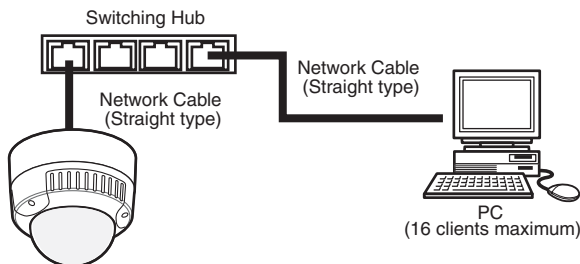 Switching Hub
Network Cable
(Straight type)
Network Cable
(Straight type)
PC
(16 clients maximum)